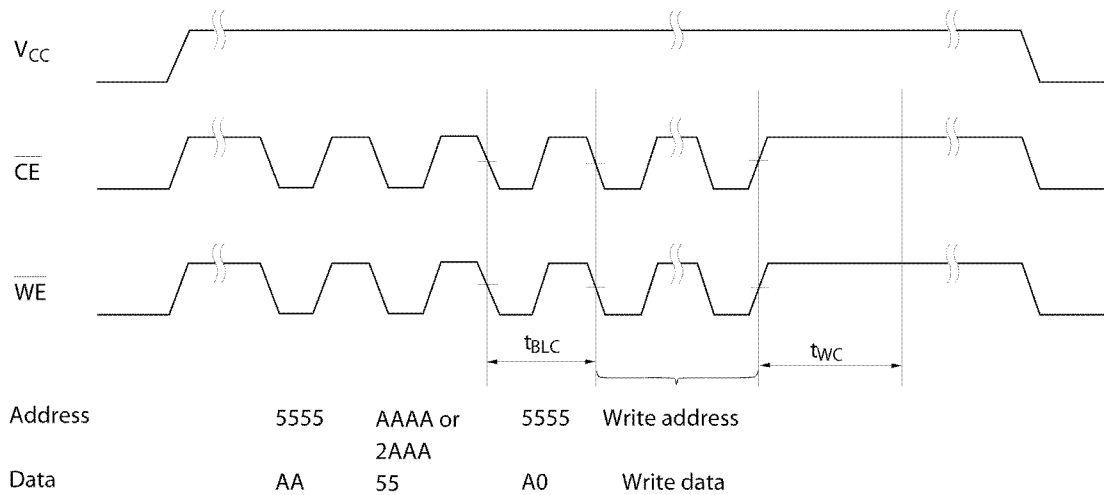 VCC
CE
WE
tBLC
tWC
Address 5555 AAAA or 5555 Write address
2AAA
Data AA 55 A0 Write data